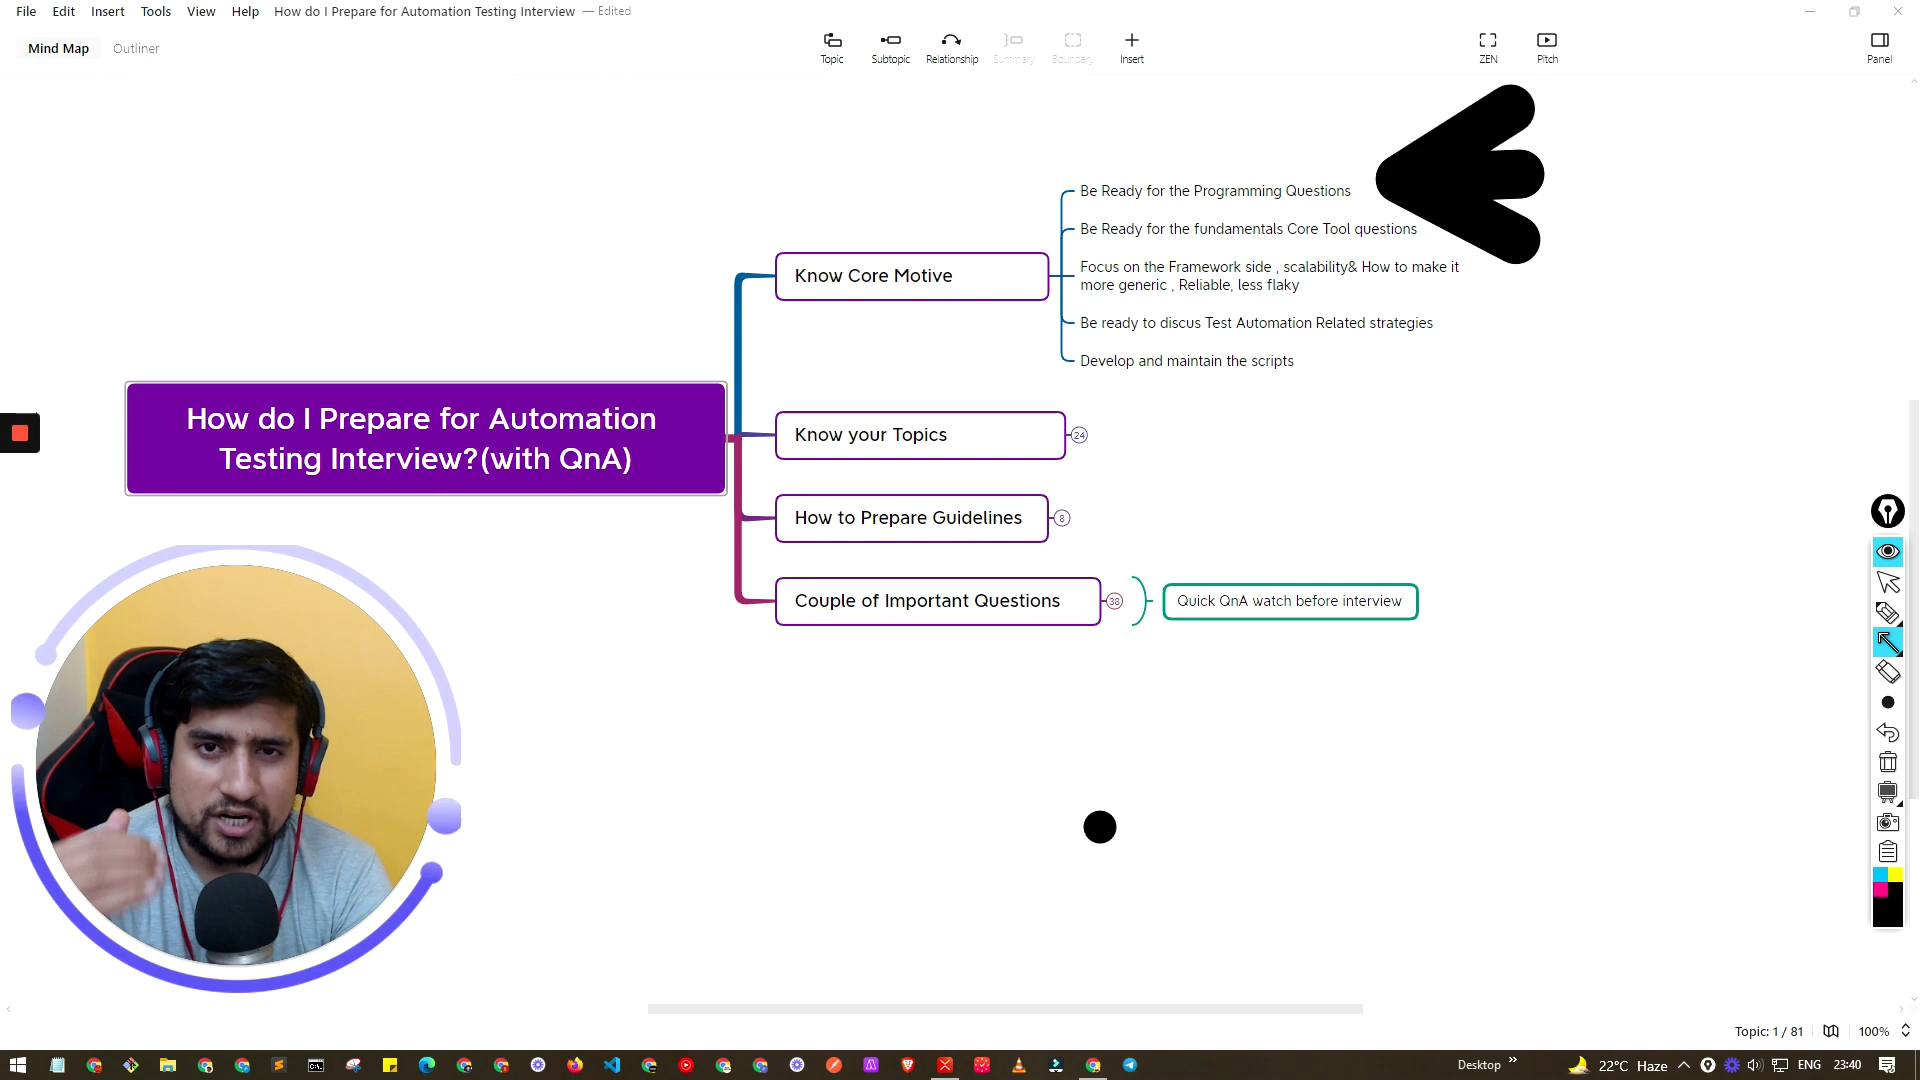 File Edit Insert Tools View Help How do I Prepare for Automation Testing Interview? — Edited
Mind Map Outliner
Topic Subtopic Relationship Summary Boundary Insert ZEN Pitch Panel
Be Ready for the Programming Questions
Be Ready for the fundamentals Core Tool questions
Focus on the Framework side , scalability& How to make it
more generic , Reliable, less flaky
Be ready to discus Test Automation Related strategies
Develop and maintain the scripts
Know Core Motive
How do I Prepare for Automation
Testing Interview?(with QnA)
Know your Topics 24
How to Prepare Guidelines 8
Couple of Important Questions 38 Quick QnA watch before interview
Topic: 1 / 81 100%
Desktop 22°C Haze ENG 23:40